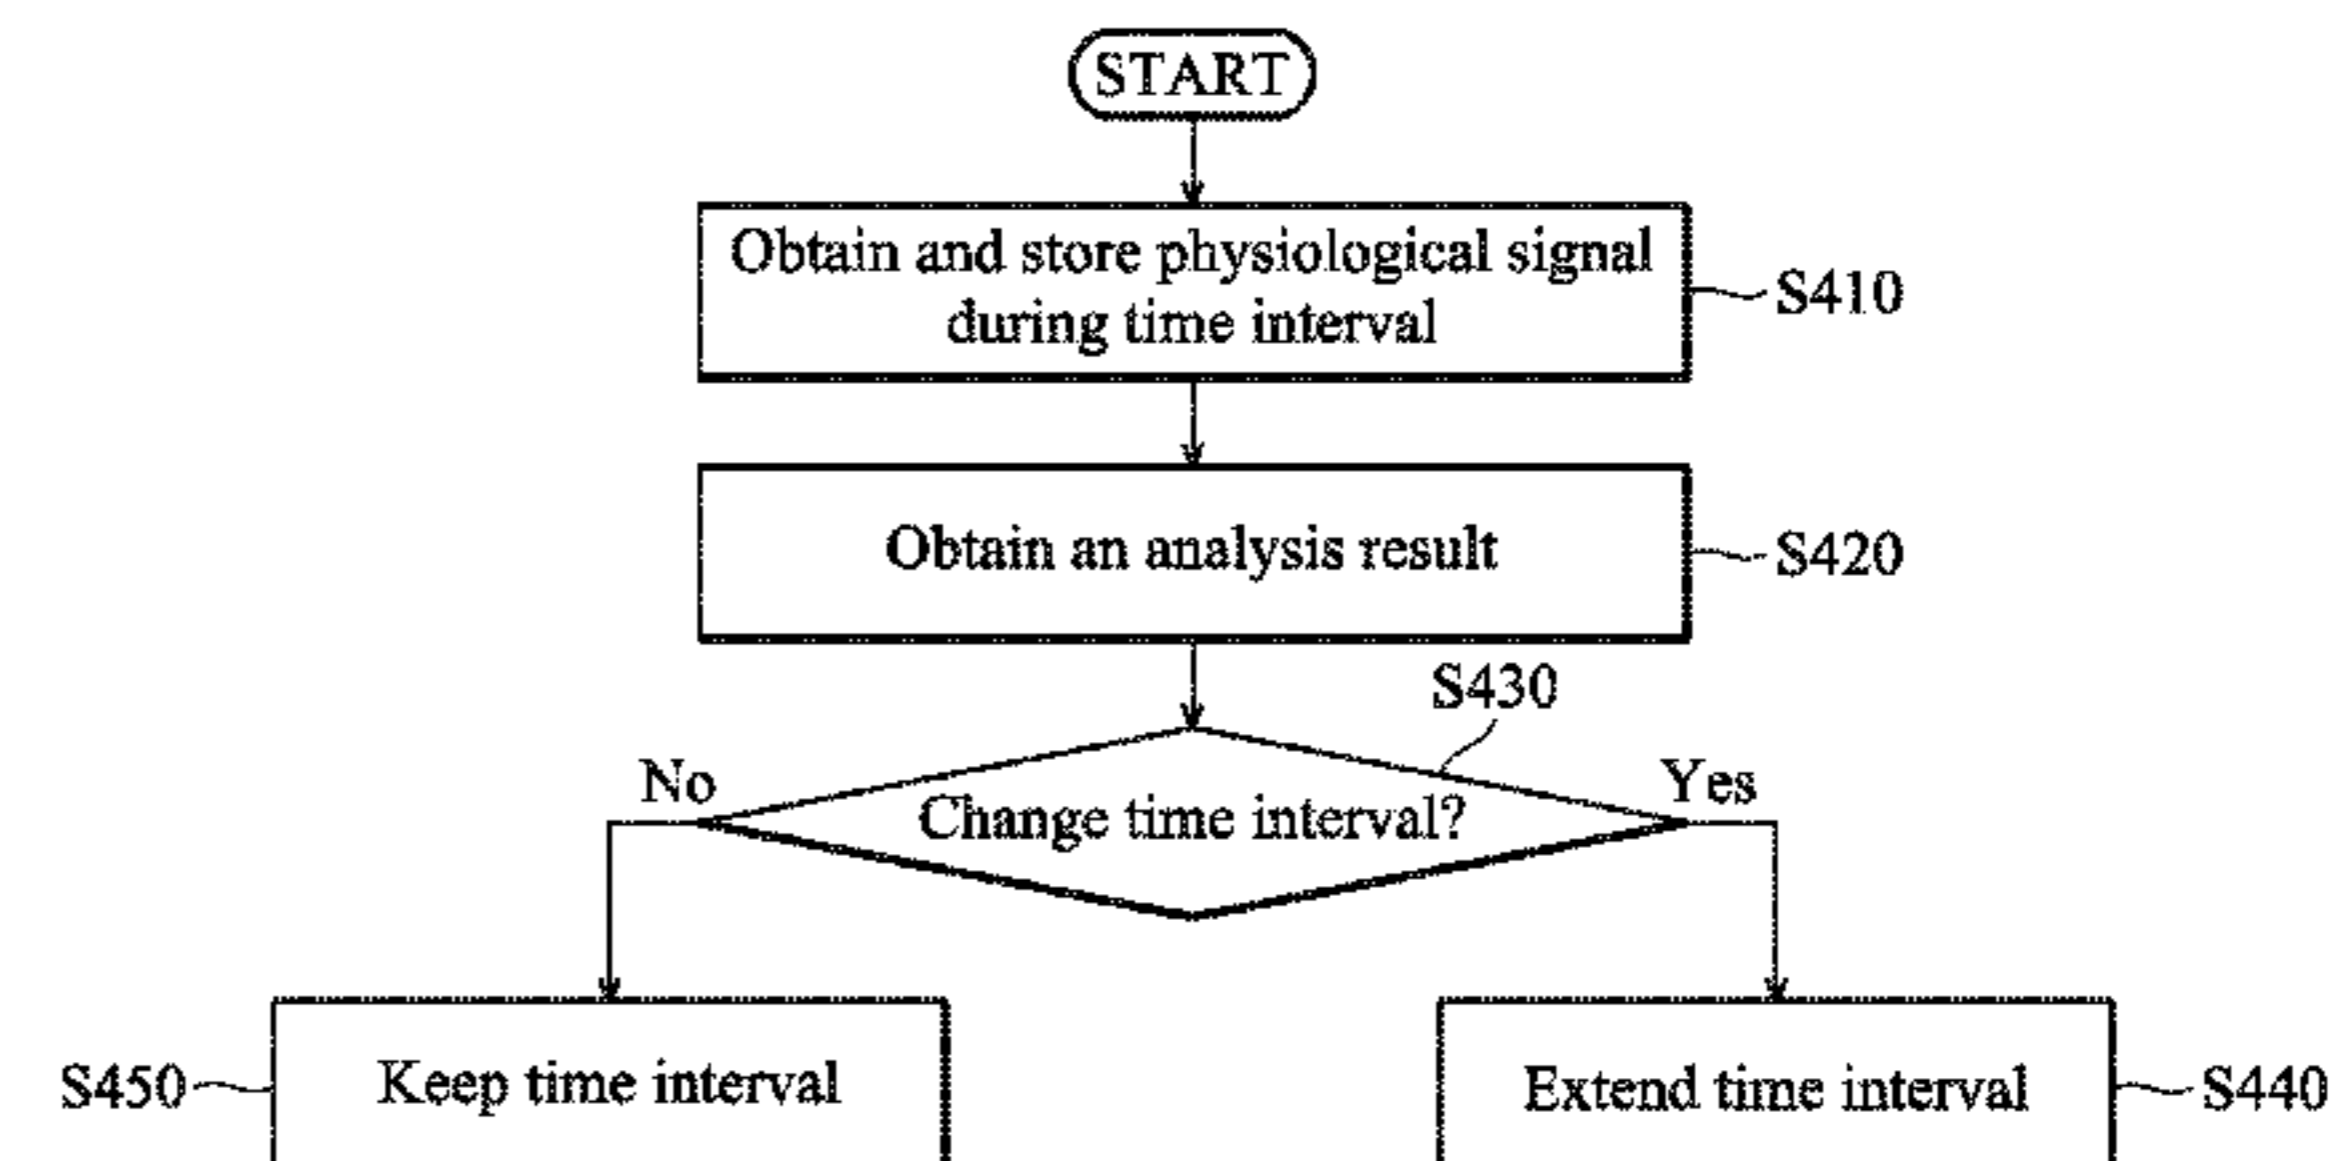 START
Obtain and store physiological signal
during time interval
S410
Obtain an analysis result
S420
S430
No
Yes
Change time interval?
S450
Keep time interval
Extend time interval
S440